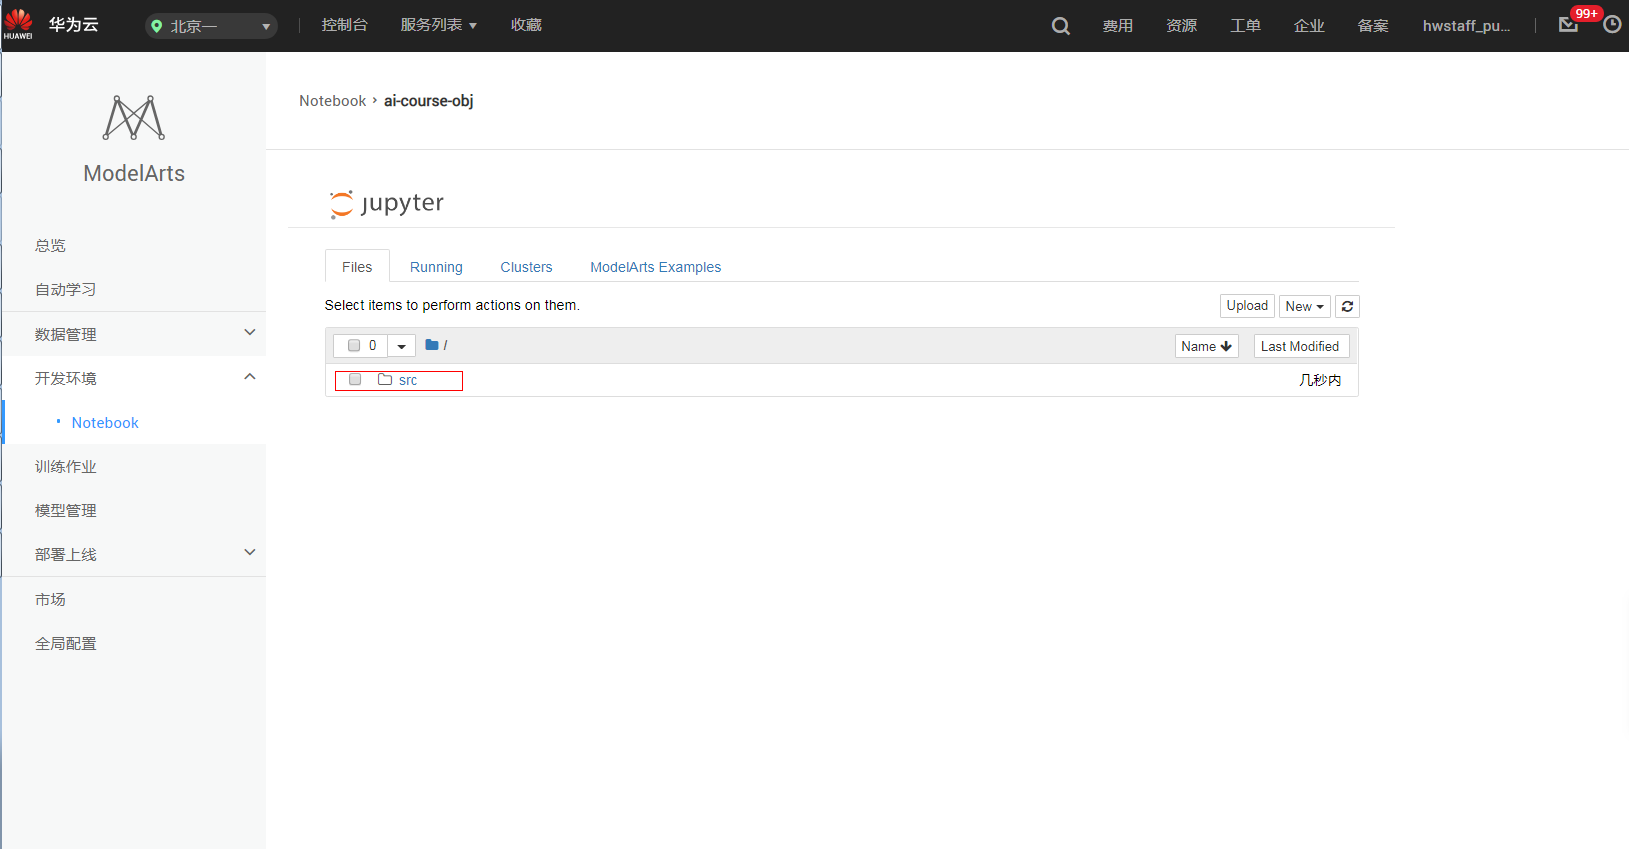 HUAWEI 华为云 北京一 控制台 服务列表 收藏 费用 资源 工单 企业 备案 hwstaff_pu... 99+
ModelArts
总览
自动学习
数据管理
开发环境
Notebook
训练作业
模型管理
部署上线
市场
全局配置
Notebook › ai-course-obj
jupyter
Files Running Clusters ModelArts Examples
Select items to perform actions on them. Upload New
0 / Name Last Modified
src 几秒内